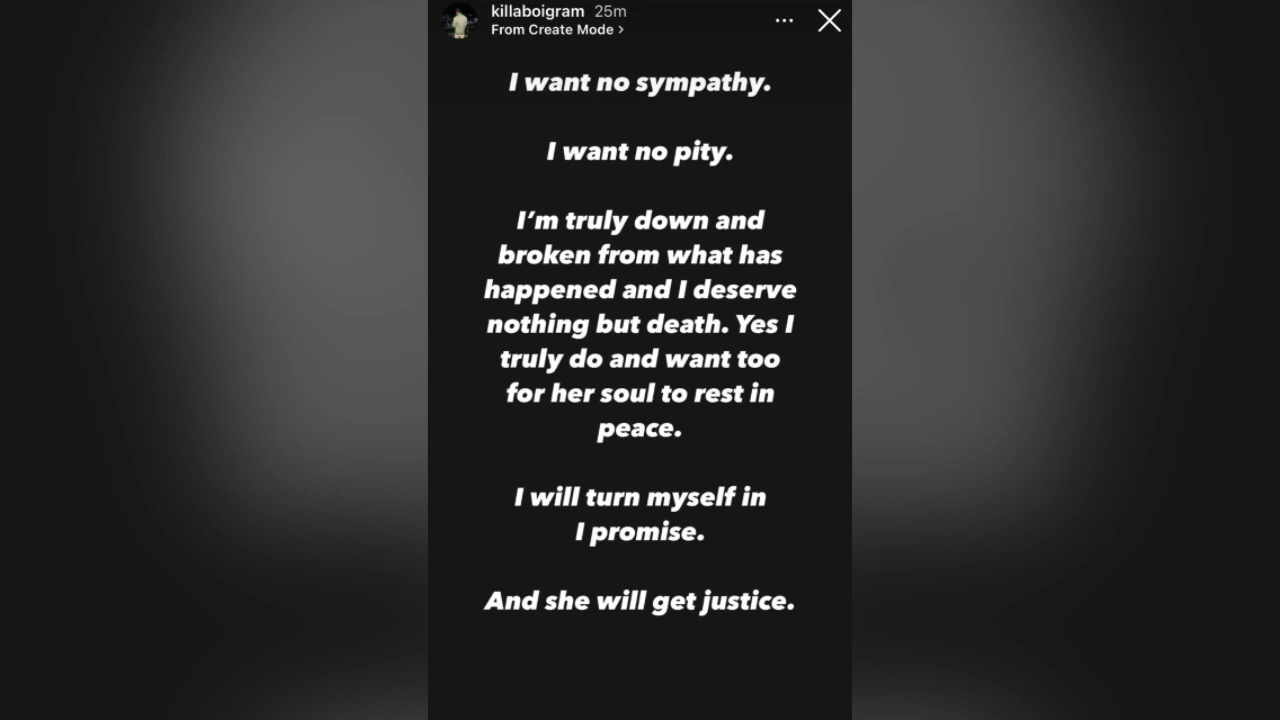 killaboigram 25m
From Create Mode >
I want no sympathy.
I want no pity.
I'm truly down and
broken from what has
happened and I deserve
nothing but death. Yes I
truly do and want too
for her soul to rest in
peace.
I will turn myself in
I promise.
And she will get justice.